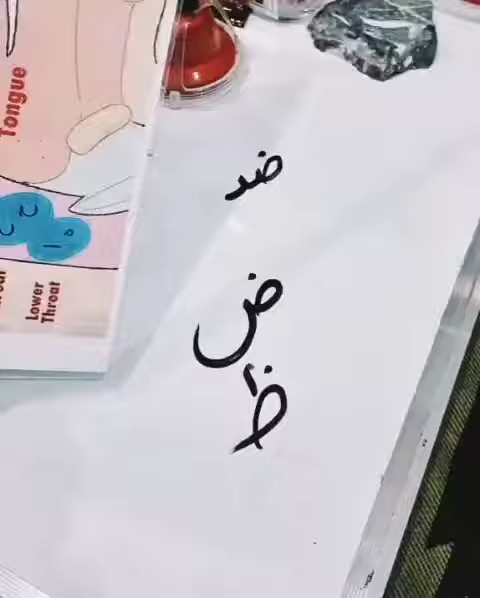 ضد
ض
ظ
Tongue
Lower
Throat